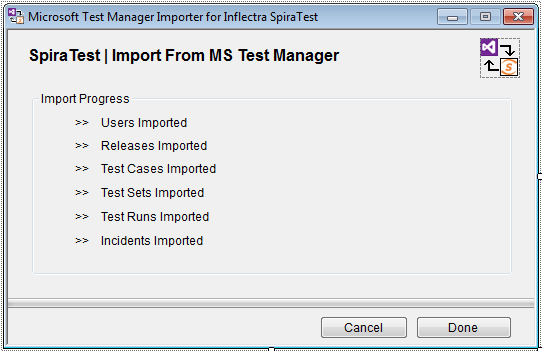 Microsoft Test Manager Importer for Inflectra SpiraTest
SpiraTest | Import From MS Test Manager
Import Progress
>> Users Imported
>> Releases Imported
>> Test Cases Imported
>> Test Sets Imported
>> Test Runs Imported
>> Incidents Imported
Cancel Done